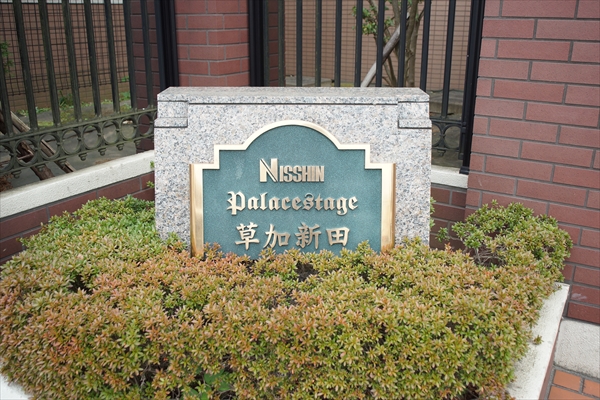 NISSHIN
Palacestage
草加新田